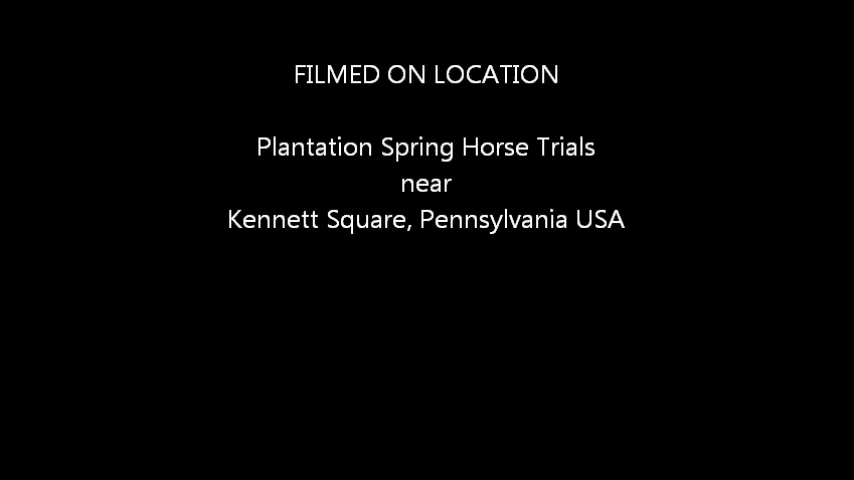 FILMED ON LOCATION
Plantation Spring Horse Trials
near
Kennett Square, Pennsylvania USA